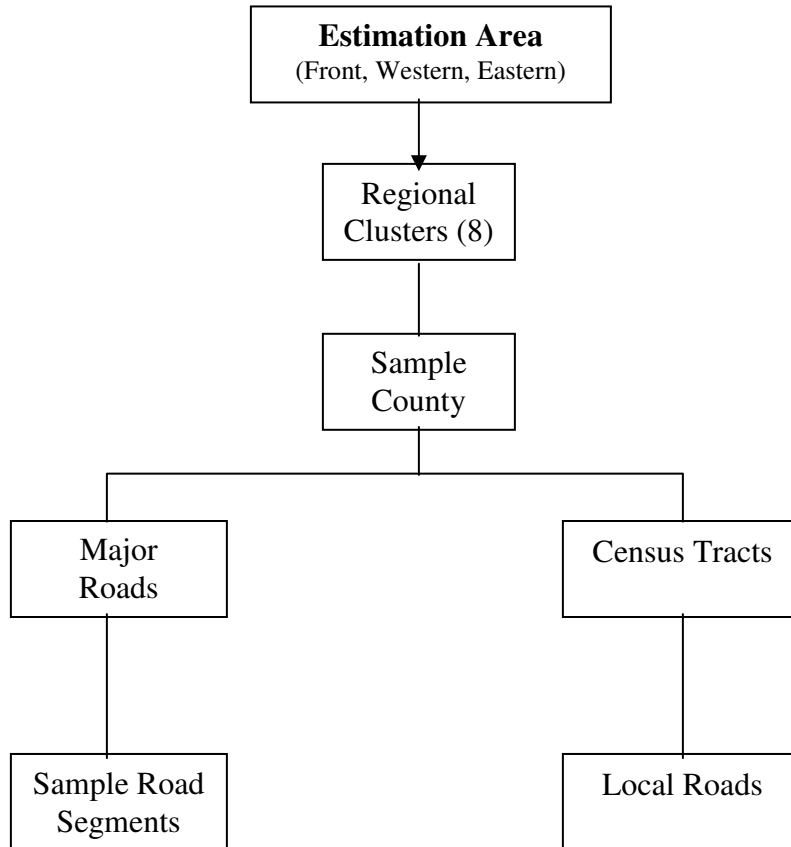 Estimation Area
(Front, Western, Eastern)
Regional
Clusters (8)
Sample
County
Major
Roads
Census Tracts
Sample Road
Segments
Local Roads